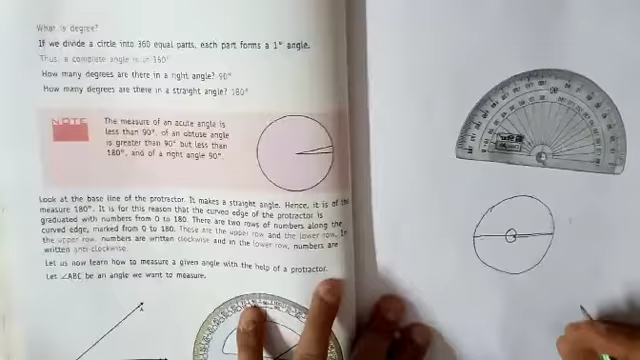 What is degree?
If we divide a circle into 360 equal parts, each part forms a 1° angle.
Thus, a complete angle is of 360°
How many degrees are there in a right angle? 90°
How many degrees are there in a straight angle? 180°
NOTE
The measure of an acute angle is
less than 90°, of an obtuse angle
is greater than 90° but less than
180°, and of a right angle 90°.
Look at the base line of the protractor. It makes a straight angle. Hence, it is of the
measure 180°. It is for this reason that the curved edge of the protractor is
graduated with numbers from 0 to 180. There are two rows of numbers along the
curved edge, marked from 0 to 180. These are the upper row and the lower row. In
the upper row, numbers are written clockwise and in the lower row, numbers are
written anti-clockwise.
Let us now learn how to measure a given angle with the help of a protractor.
Let ∠ABC be an angle we want to measure.
A